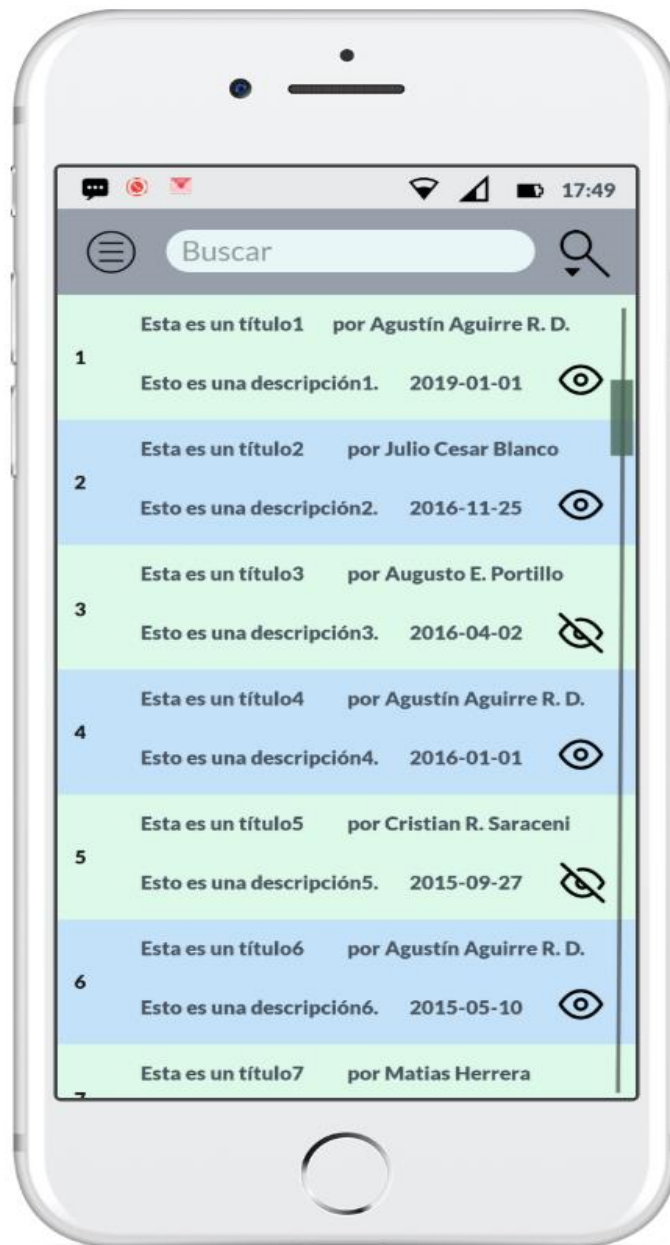 17:49
Buscar
Esta es un título1 por Agustín Aguirre R. D.
1
Esto es una descripción1. 2019-01-01
Esta es un título2 por Julio Cesar Blanco
2
Esto es una descripción2. 2016-11-25
Esta es un título3 por Augusto E. Portillo
3
Esto es una descripción3. 2016-04-02
Esta es un título4 por Agustín Aguirre R. D.
4
Esto es una descripción4. 2016-01-01
Esta es un título5 por Cristian R. Saraceni
5
Esto es una descripción5. 2015-09-27
Esta es un título6 por Agustín Aguirre R. D.
6
Esto es una descripción6. 2015-05-10
Esta es un título7 por Matias Herrera